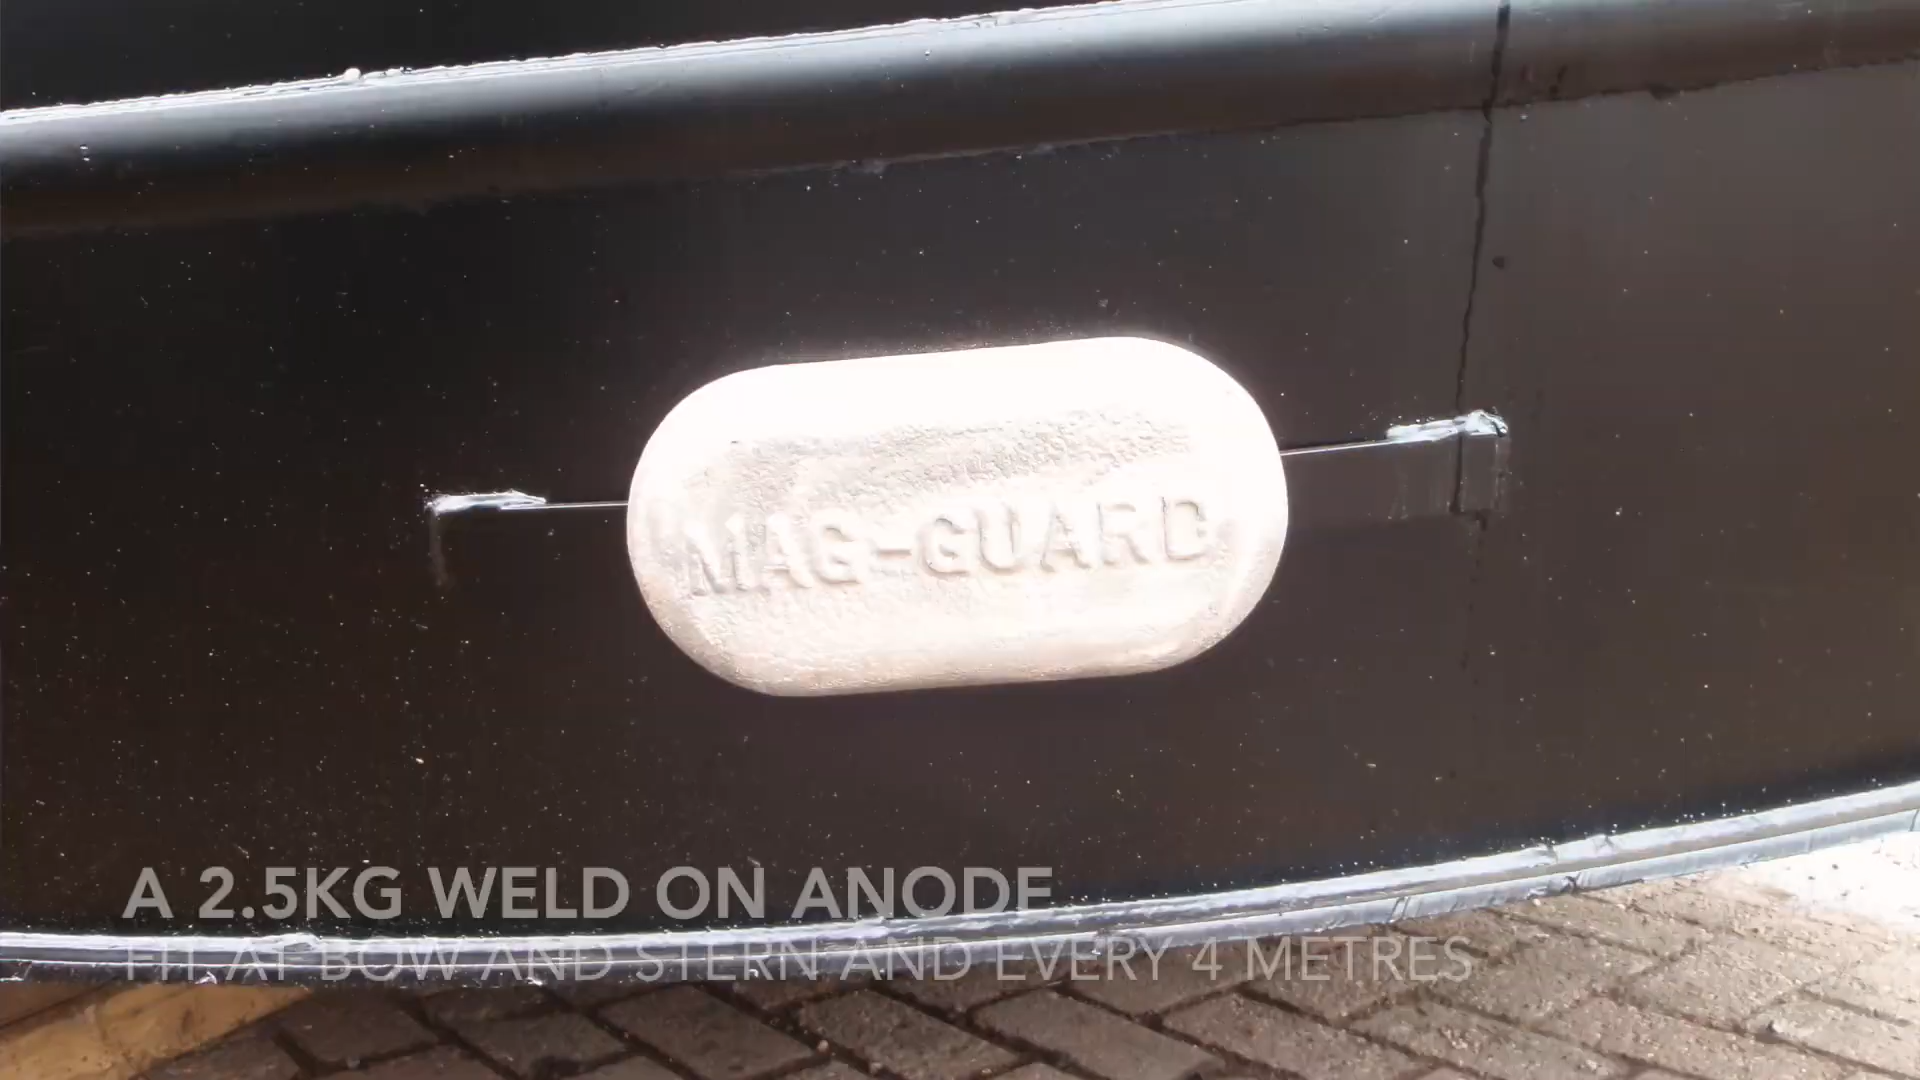 MAG-GUARD
A 2.5KG WELD ON ANODE
FIT AT BOW AND STERN AND EVERY 4 METRES